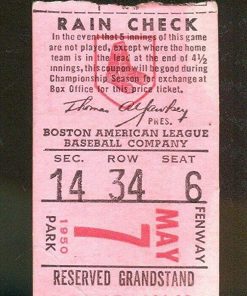 RAIN CHECK
In the event that 5 innings of this game
are not played, except where the home
team is in the lead at the end of 4½
innings, this coupon will be good during
Championship Season for exchange at
Box Office for this price ticket.
Thomas A Yawkey
PRES.
BOSTON AMERICAN LEAGUE
BASEBALL COMPANY
SEC. ROW SEAT
14 34 6
FENWAY
MAY
7
1950
PARK
RESERVED GRANDSTAND